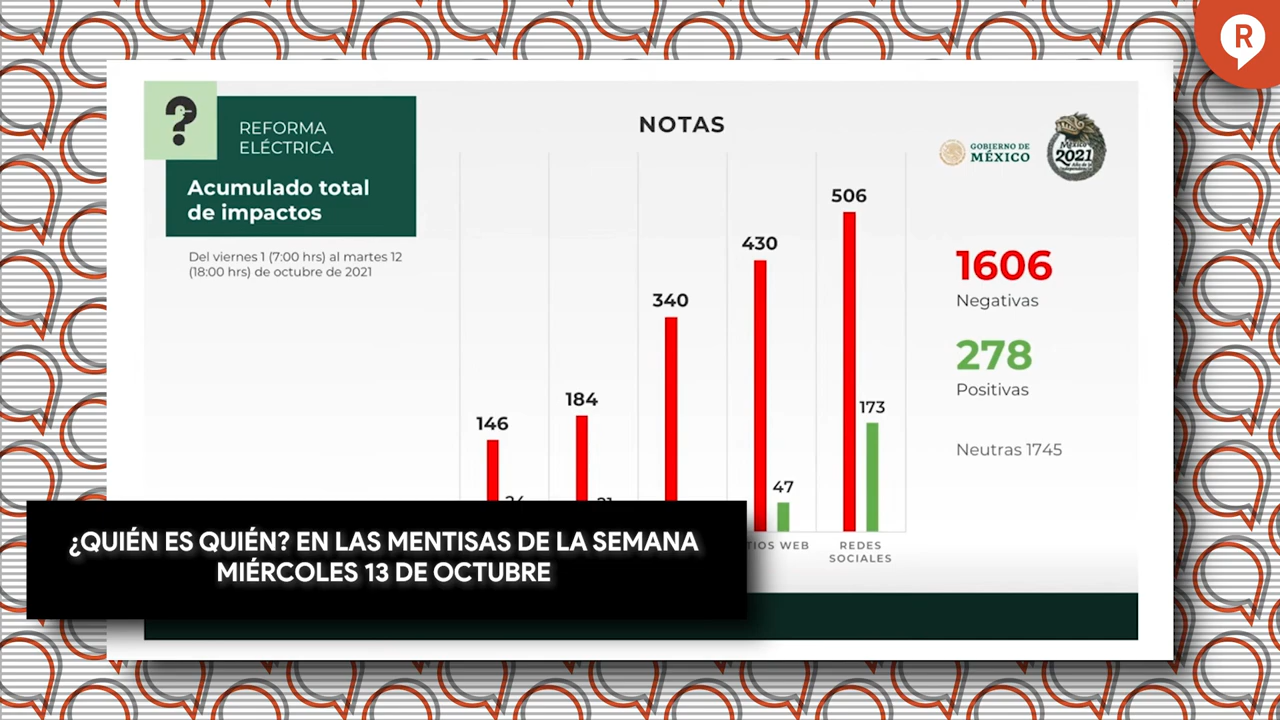 R
?
REFORMA
ELÉCTRICA
Acumulado total
de impactos
Del viernes 1 (7:00 hrs) al martes 12
(18:00 hrs) de octubre de 2021
NOTAS
GOBIERNO DE
MÉXICO
México
2021
506
430
340
184
146
173
47
1606
Negativas
278
Positivas
Neutras 1745
WEB
REDES
SOCIALES
¿QUIÉN ES QUIÉN? EN LAS MENTISAS DE LA SEMANA
MIÉRCOLES 13 DE OCTUBRE